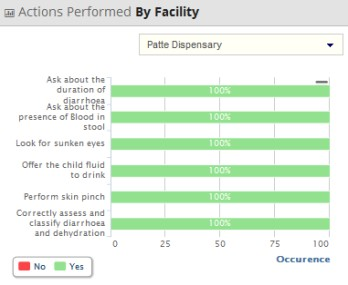 Actions Performed By Facility
Patte Dispensary
Ask about the
duration of
diarrhoea
100%
Ask about the
presence of Blood in
stool
100%
Look for sunken eyes
100%
Offer the child fluid
to drink
100%
Perform skin pinch
100%
Correctly assess and
classify diarrhoea
and dehydration
100%
0 25 50 75 100
Occurence
No Yes